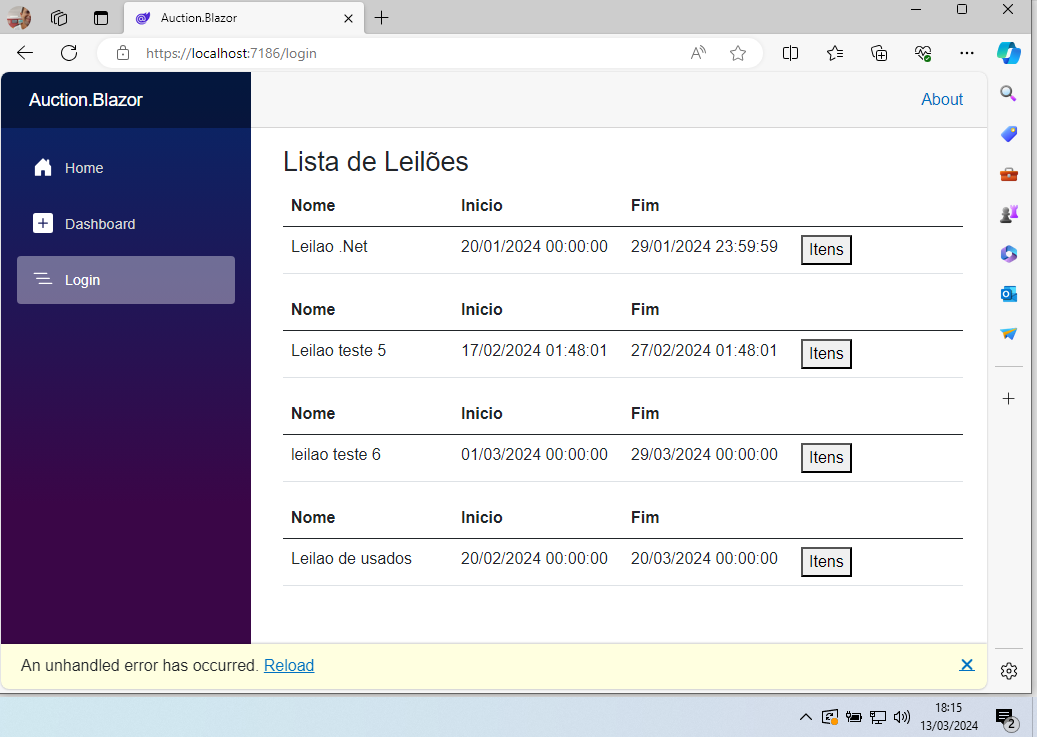 Auction.Blazor
https://localhost:7186/login
Auction.Blazor
About
Home
Dashboard
Login
Lista de Leilões
Nome Inicio Fim
Leilao .Net 20/01/2024 00:00:00 29/01/2024 23:59:59 Itens
Nome Inicio Fim
Leilao teste 5 17/02/2024 01:48:01 27/02/2024 01:48:01 Itens
Nome Inicio Fim
leilao teste 6 01/03/2024 00:00:00 29/03/2024 00:00:00 Itens
Nome Inicio Fim
Leilao de usados 20/02/2024 00:00:00 20/03/2024 00:00:00 Itens
An unhandled error has occurred. Reload
18:15
13/03/2024
2